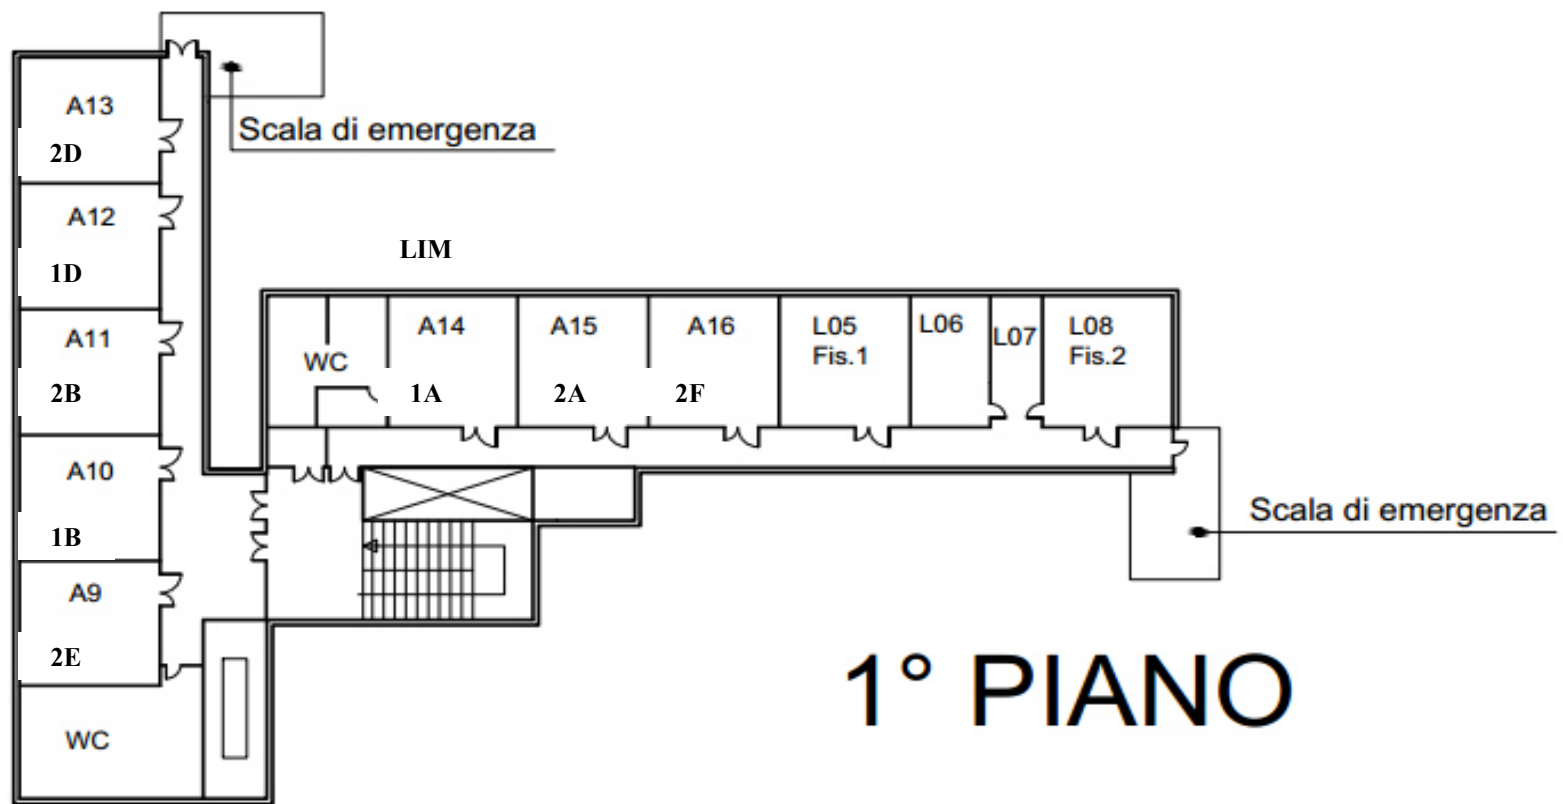 Scala di emergenza
A13
2D
A12
1D
A11
2B
A10
1B
A9
2E
WC
LIM
WC
A14
1A
A15
2A
A16
2F
L05
Fis.1
L06
L07
L08
Fis.2
Scala di emergenza
1° PIANO